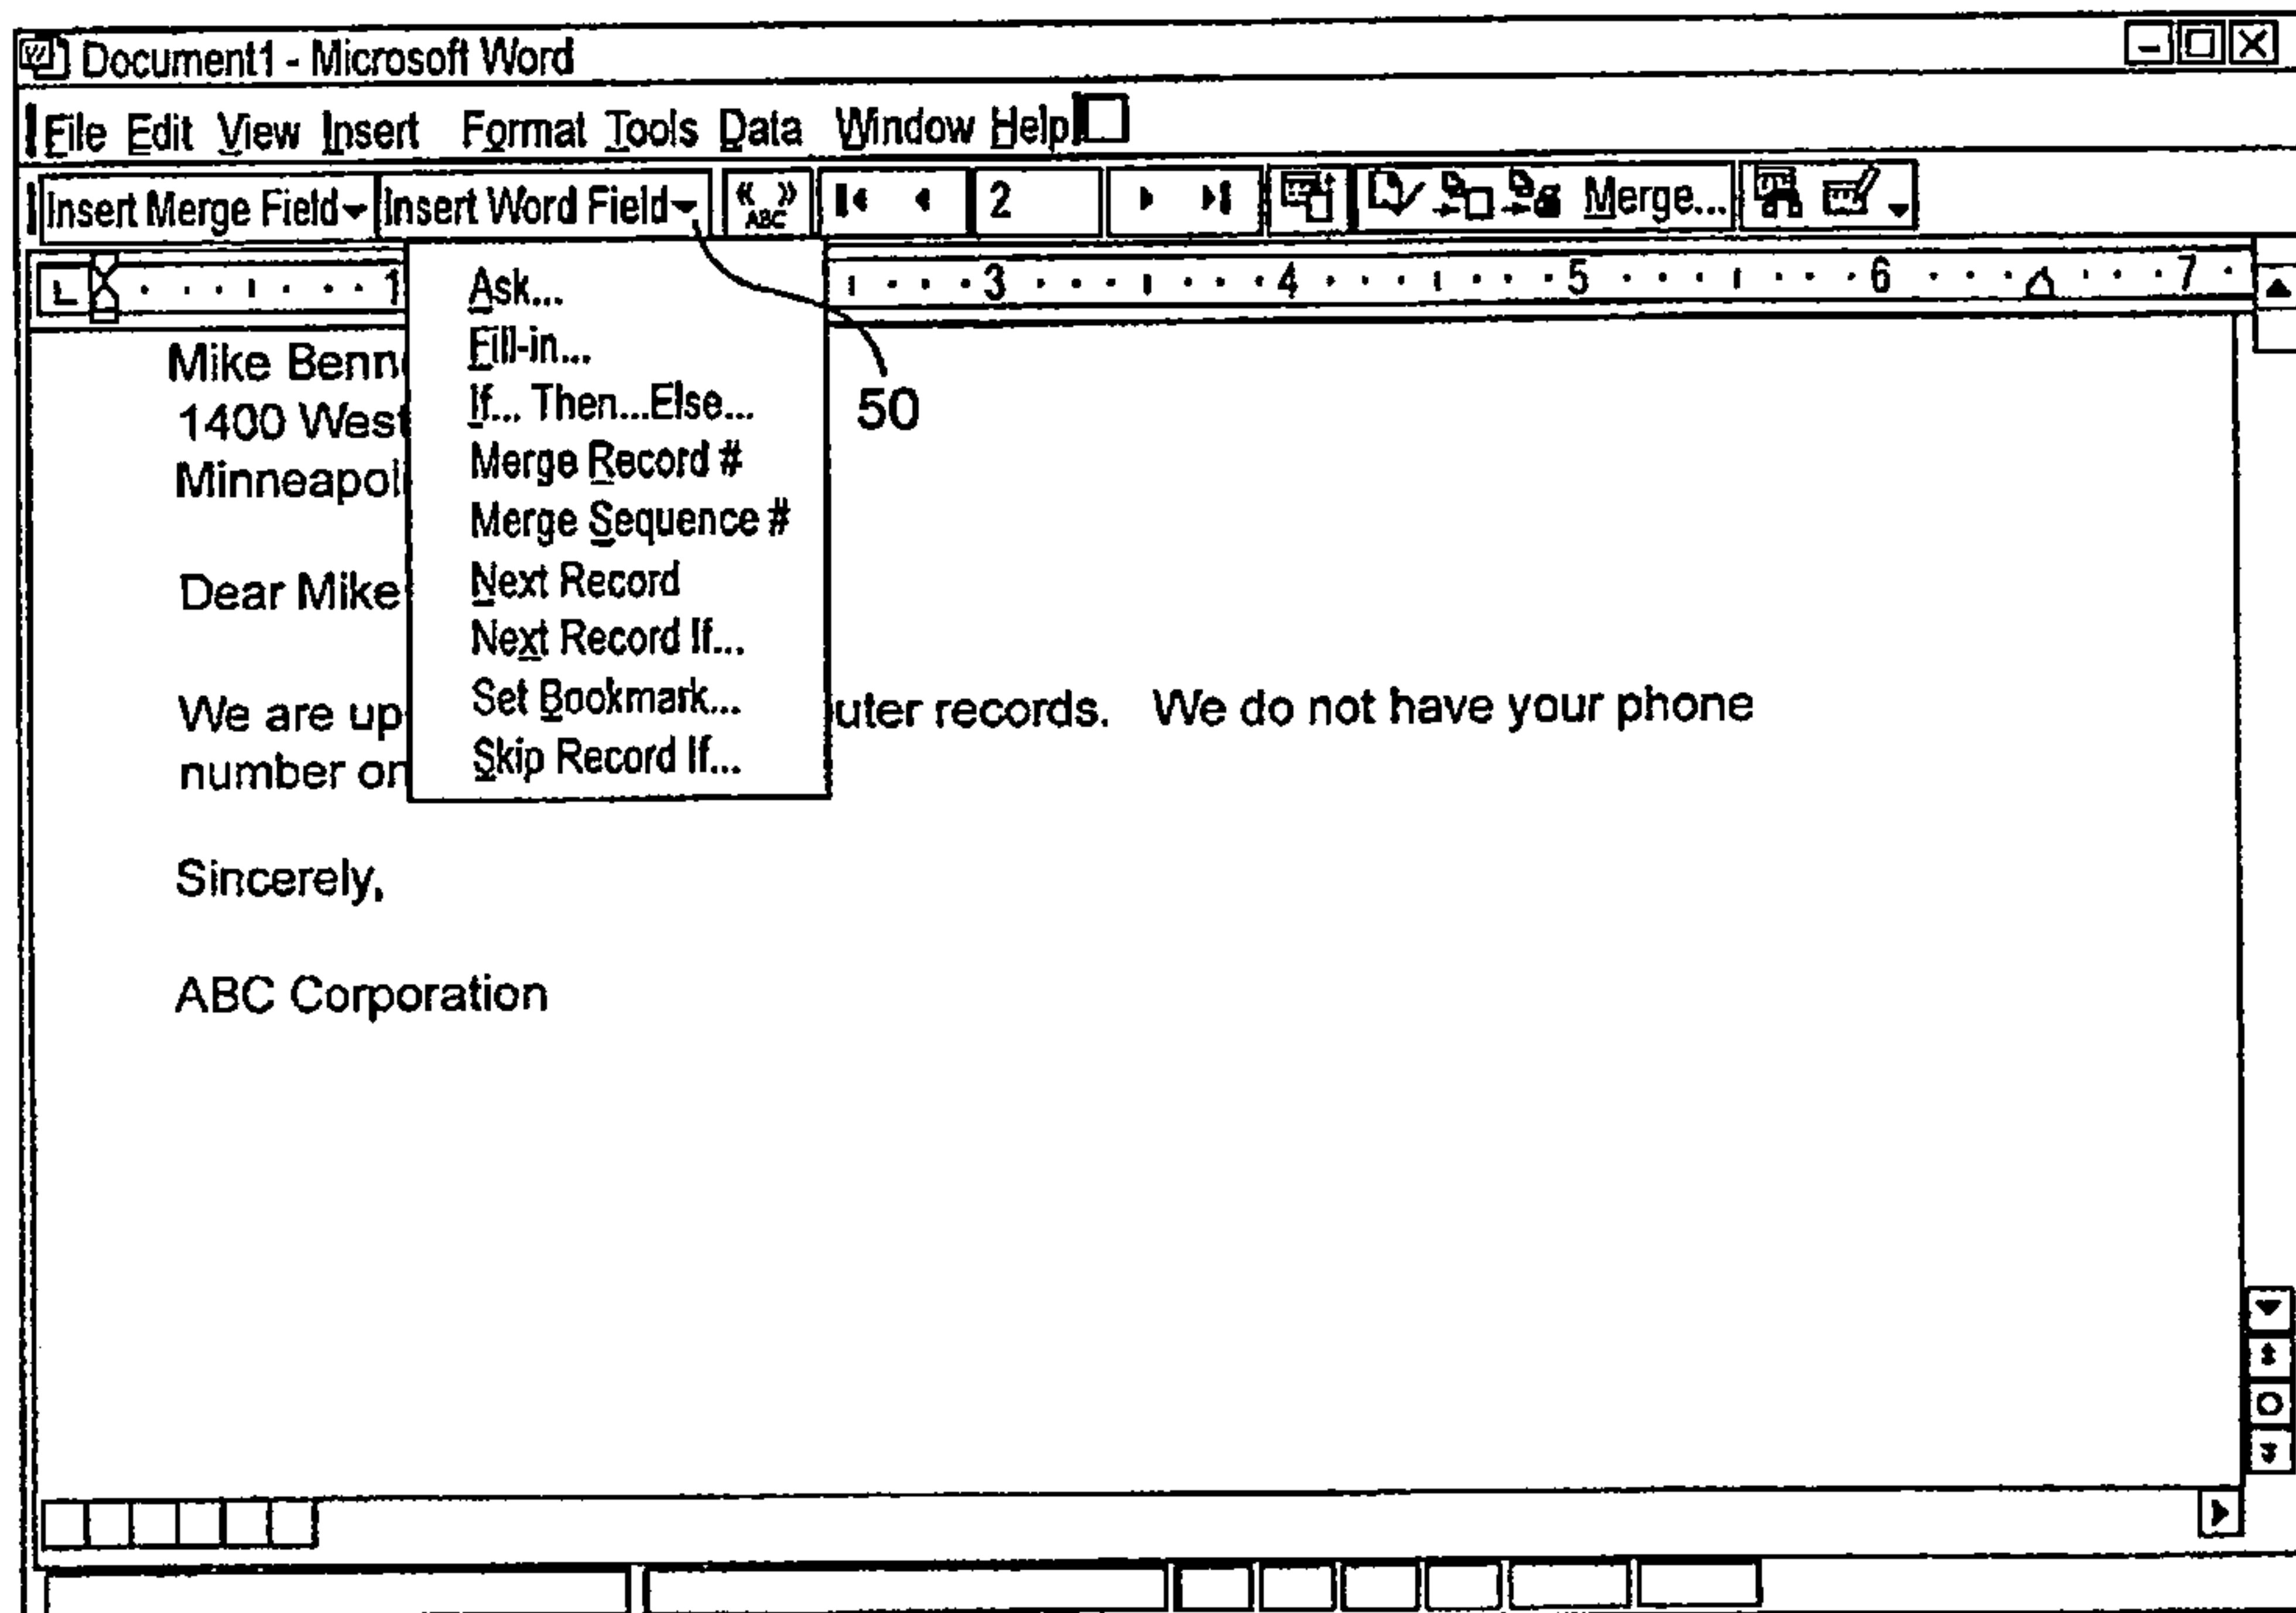 Document1 - Microsoft Word
File Edit View Insert Format Tools Data Window Help
Insert Merge Field Insert Word Field « » ABC 2 Merge...
1 3 4 5 6 7
Ask...
Fill-in...
If... Then...Else...
Merge Record #
Merge Sequence #
Next Record
Next Record If...
Set Bookmark...
Skip Record If...
50
Mike Benn
1400 West
Minneapoli
Dear Mike
We are up uter records. We do not have your phone
number on
Sincerely,
ABC Corporation